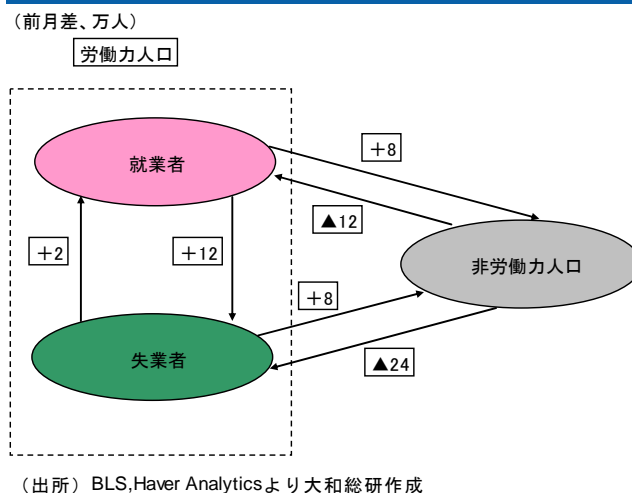 （前月差、万人）
労働力人口
就業者
＋8
▲12
＋2
＋12
非労働力人口
＋8
失業者
▲24
（出所）BLS,Haver Analyticsより大和総研作成